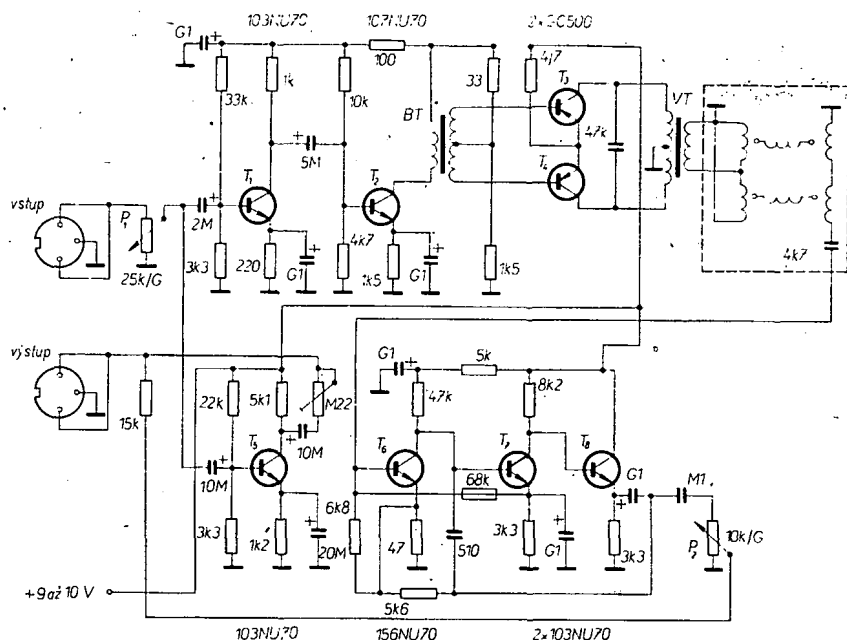 103NU70 107NU70 2×GC500
G1 + 100 4j7 T₃
33k 1k 10k BT 33 VT
+ 5M 47k
vstup P₁ + 2M T₁ T₂ T₄
25k/G 3k3 220 + G1 4k7 1k5 + G1 1k5 4k7
výstup G1 + 5k
22k 5k1 M22 47k 8k2
15k T₅ + 10M T₆ T₇ T₈ G1 M1
10M + 68k +
6k8 10k/G
3k3 1k2 + 20M 47 510 3k3 + G1 3k3 P₂
+9 až 10 V 5k6
103NU70 156NU70 2×103NU70